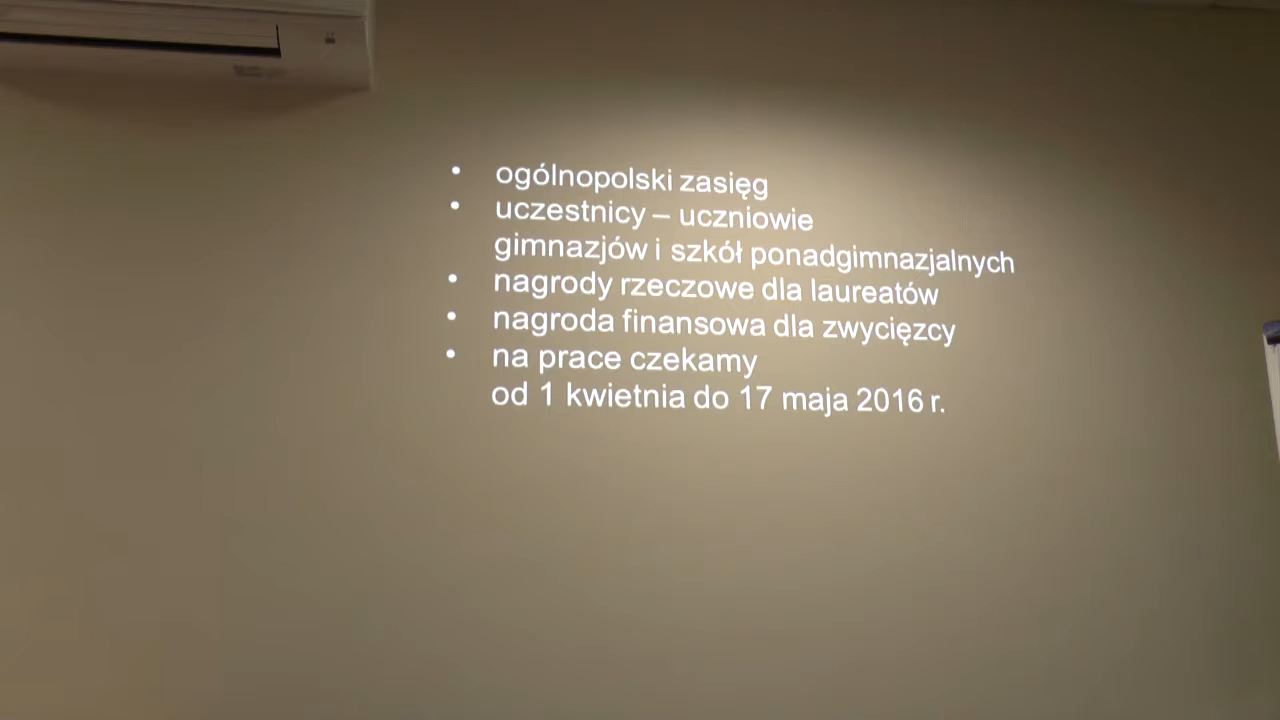 • ogólnopolski zasięg
• uczestnicy – uczniowie
gimnazjów i szkół ponadgimnazjalnych
• nagrody rzeczowe dla laureatów
• nagroda finansowa dla zwycięzcy
• na prace czekamy
od 1 kwietnia do 17 maja 2016 r.